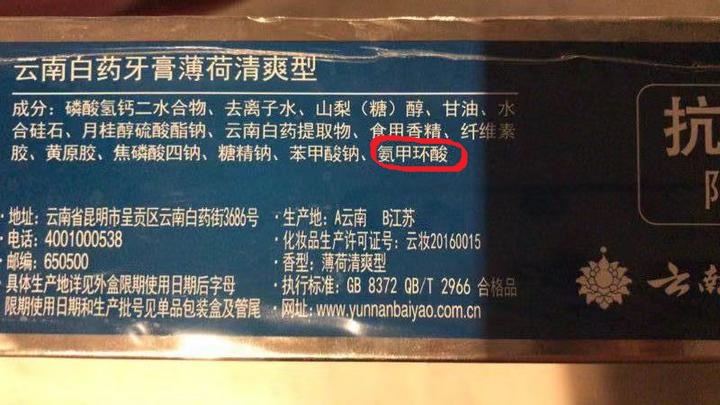 云南白药牙膏薄荷清爽型
成分：磷酸氢钙二水合物、去离子水、山梨（糖）醇、甘油、水
合硅石、月桂醇硫酸酯钠、云南白药提取物、食用香精、纤维素
胶、黄原胶、焦磷酸四钠、糖精钠、苯甲酸钠、氨甲环酸
·地址：云南省昆明市呈贡区云南白药街3686号
·电话：4001000538
·邮编：650500
·具体生产地详见外盒限期使用日期后字母
限期使用日期和生产批号见单品包装盒及管尾
·生产地：A云南 B江苏
·化妆品生产许可证号：云妆20160015
·香型：薄荷清爽型
·执行标准：GB 8372 QB/T 2966 合格品
·网址：www.yunnanbaiyao.com.cn
抗
云南